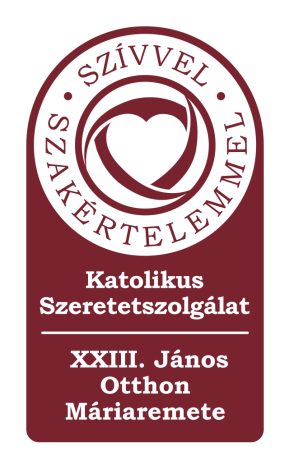 • SZÍVVEL •
SZAKÉRTELEMMEL
Katolikus
Szeretetszolgálat
XXIII. János
Otthon
Máriaremete